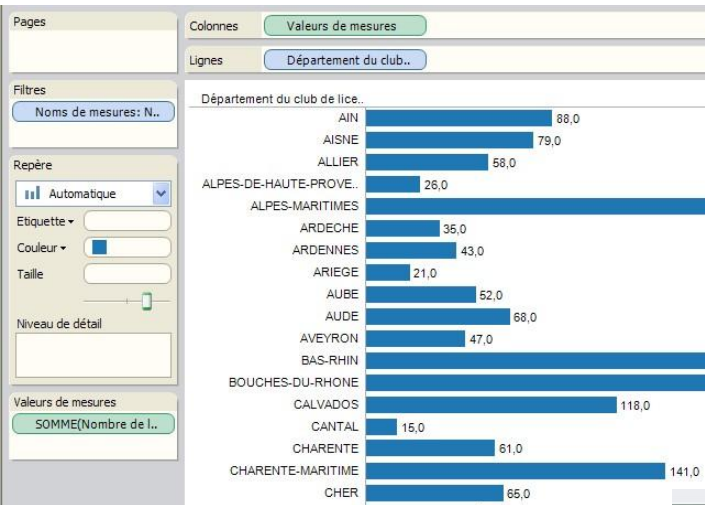 Pages
Colonnes
Valeurs de mesures
Lignes
Département du club..
Filtres
Noms de mesures: N..
Repère
Automatique
Etiquette
Couleur
Taille
Niveau de détail
Valeurs de mesures
SOMME(Nombre de l..
Département du club de lice..
AIN 88,0
AISNE 79,0
ALLIER 58,0
ALPES-DE-HAUTE-PROVE.. 26,0
ALPES-MARITIMES
ARDECHE 35,0
ARDENNES 43,0
ARIEGE 21,0
AUBE 52,0
AUDE 68,0
AVEYRON 47,0
BAS-RHIN
BOUCHES-DU-RHONE
CALVADOS 118,0
CANTAL 15,0
CHARENTE 61,0
CHARENTE-MARITIME 141,0
CHER 65,0